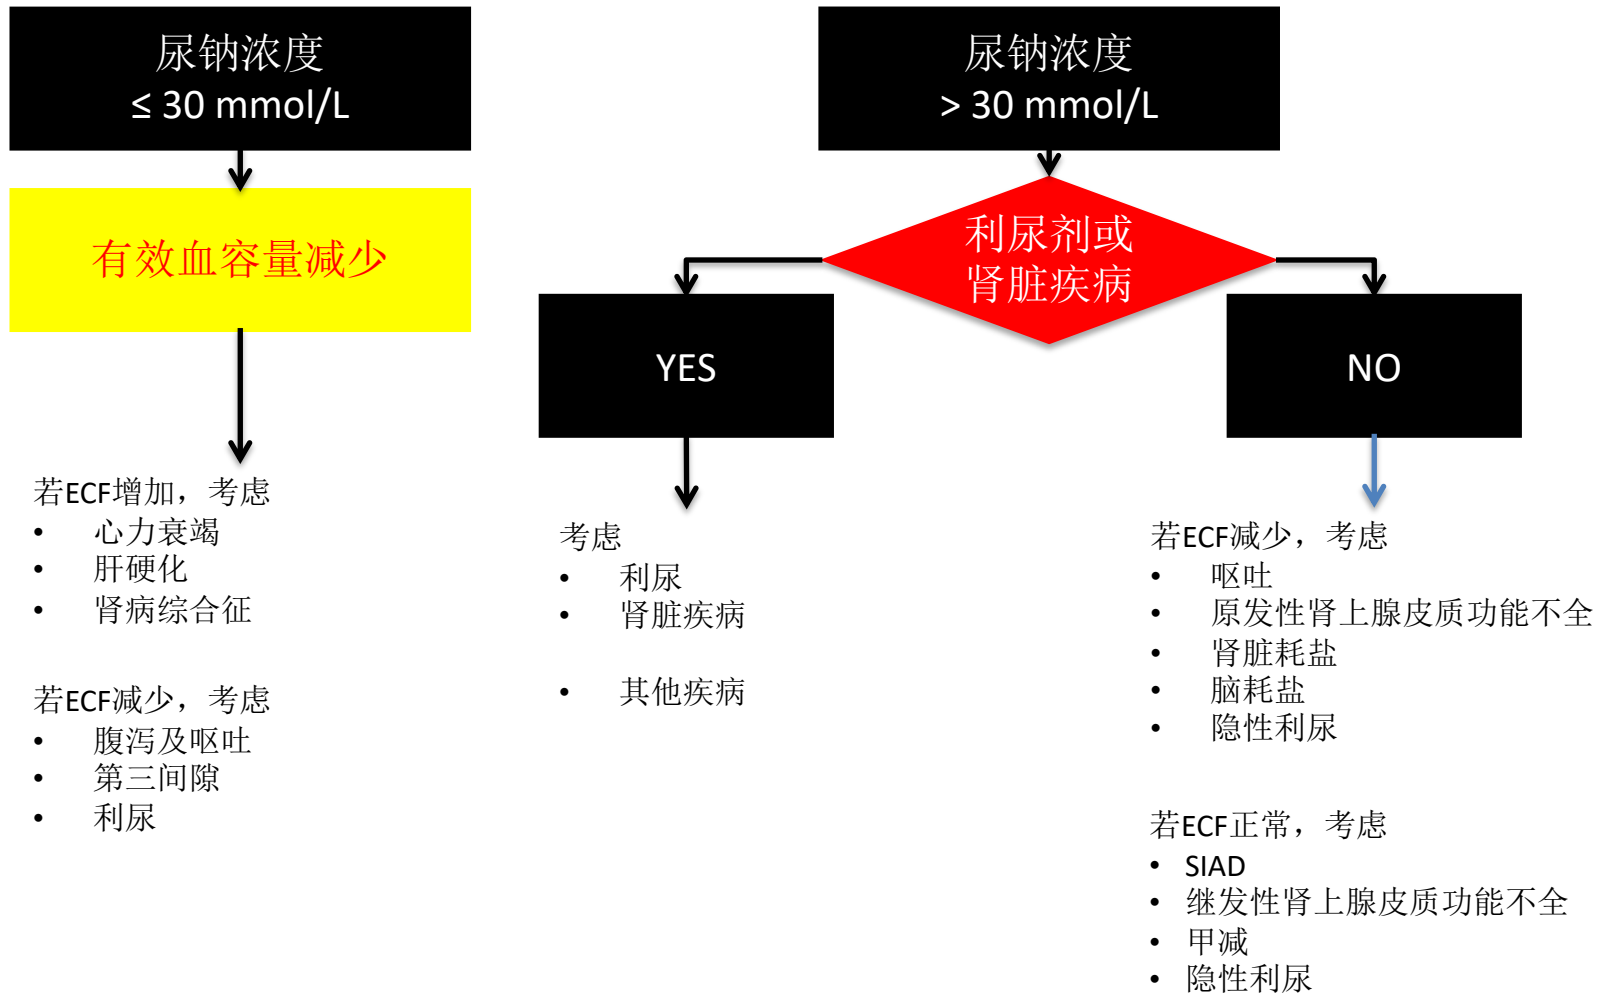 尿钠浓度
≤ 30 mmol/L
有效血容量减少
若ECF增加，考虑
• 心力衰竭
• 肝硬化
• 肾病综合征
若ECF减少，考虑
• 腹泻及呕吐
• 第三间隙
• 利尿
尿钠浓度
> 30 mmol/L
利尿剂或
肾脏疾病
YES
考虑
• 利尿
• 肾脏疾病
• 其他疾病
NO
若ECF减少，考虑
• 呕吐
• 原发性肾上腺皮质功能不全
• 肾脏耗盐
• 脑耗盐
• 隐性利尿
若ECF正常，考虑
• SIAD
• 继发性肾上腺皮质功能不全
• 甲减
• 隐性利尿